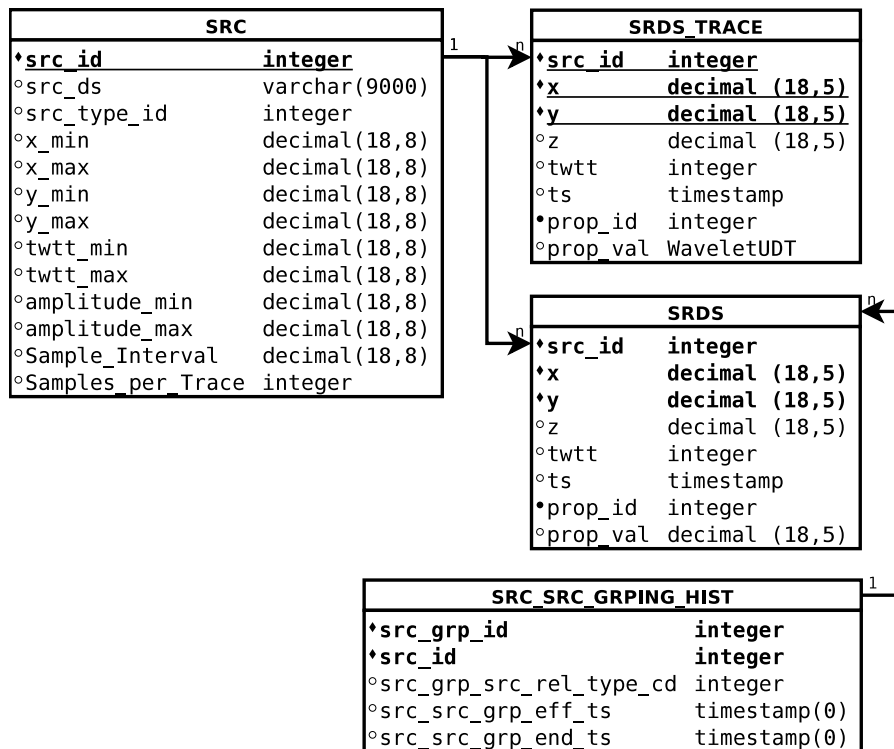 SRC
src_id integer
src_ds varchar(9000)
src_type_id integer
x_min decimal(18,8)
x_max decimal(18,8)
y_min decimal(18,8)
y_max decimal(18,8)
twtt_min decimal(18,8)
twtt_max decimal(18,8)
amplitude_min decimal(18,8)
amplitude_max decimal(18,8)
Sample_Interval decimal(18,8)
Samples_per_Trace integer
1
n
SRDS_TRACE
src_id integer
x decimal (18,5)
y decimal (18,5)
z decimal (18,5)
twtt integer
ts timestamp
prop_id integer
prop_val WaveletUDT
n
SRDS
n
src_id integer
x decimal (18,5)
y decimal (18,5)
z decimal (18,5)
twtt integer
ts timestamp
prop_id integer
prop_val decimal (18,5)
SRC_SRC_GRPING_HIST
1
src_grp_id integer
src_id integer
src_grp_src_rel_type_cd integer
src_src_grp_eff_ts timestamp(0)
src_src_grp_end_ts timestamp(0)